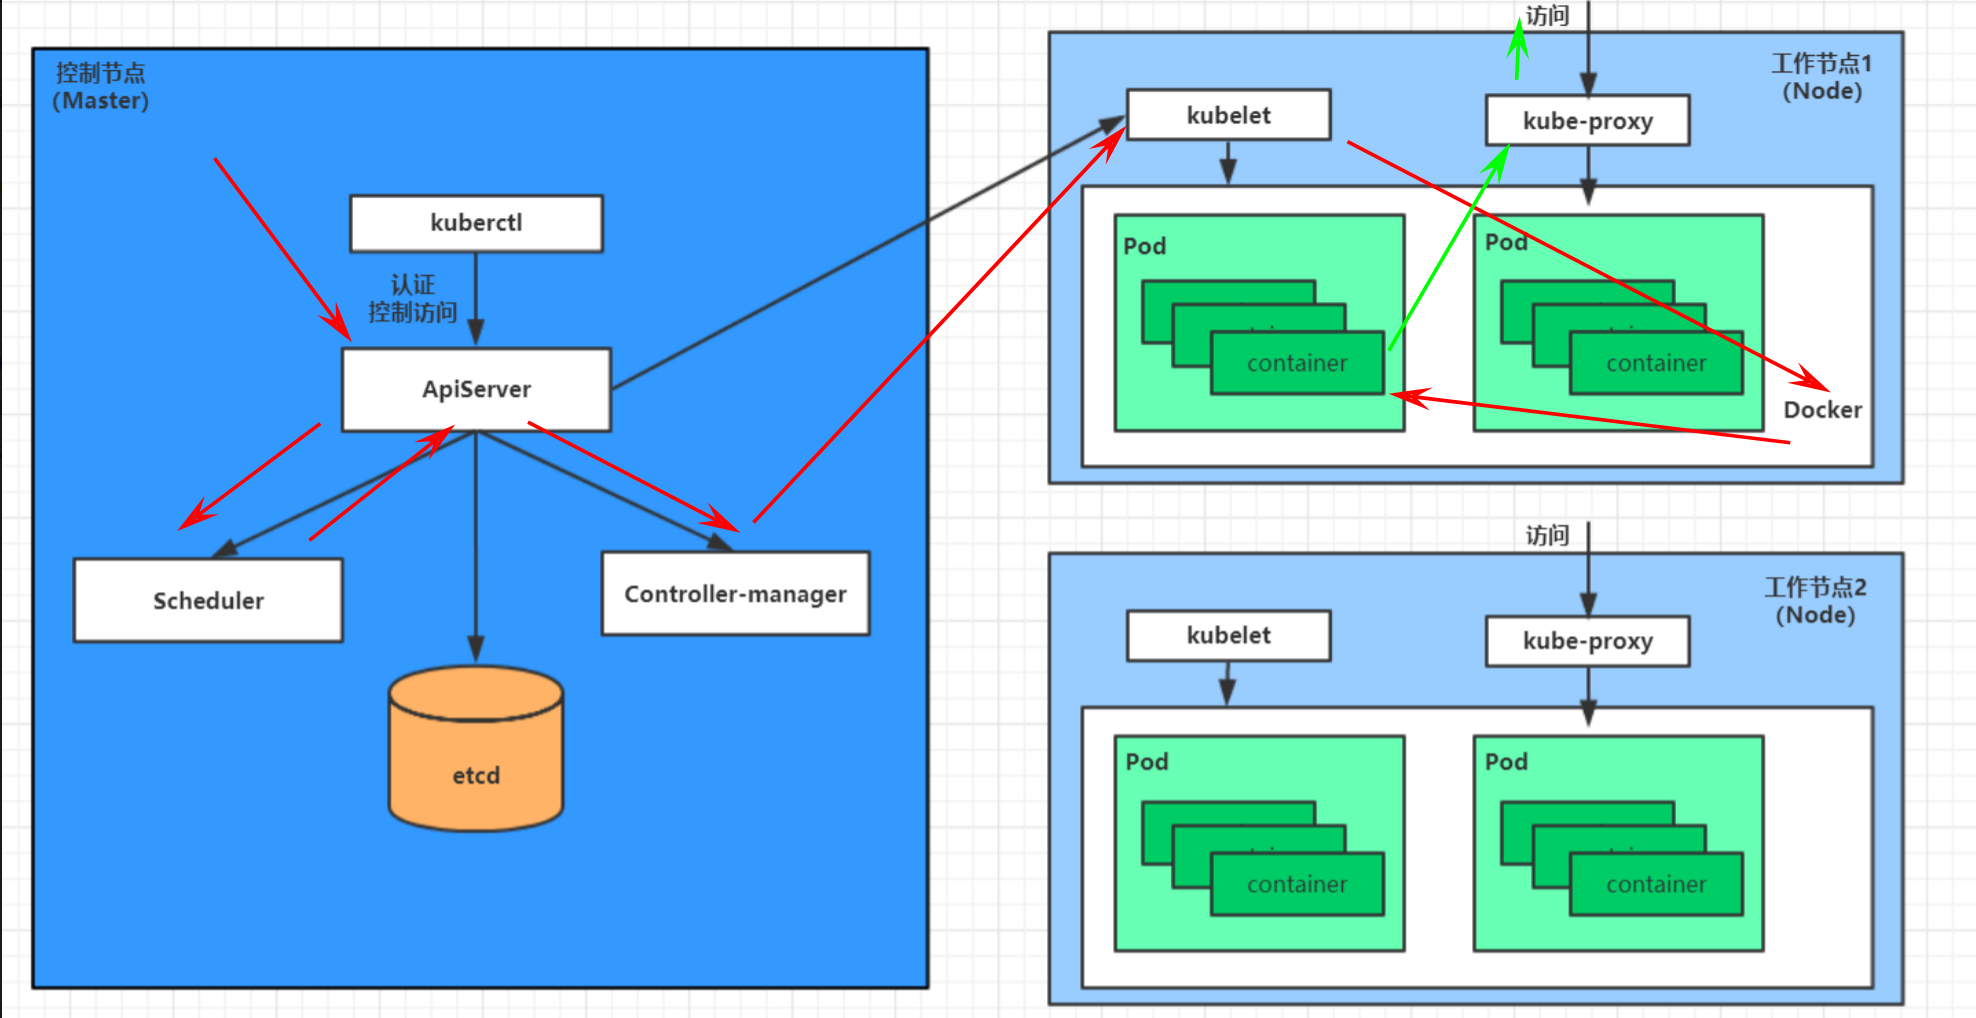 控制节点
(Master)
kuberctl
认证
控制访问
ApiServer
Scheduler
Controller-manager
etcd
访问
工作节点1
(Node)
kubelet
kube-proxy
Pod
container
Pod
container
Docker
访问
工作节点2
(Node)
kubelet
kube-proxy
Pod
container
Pod
container